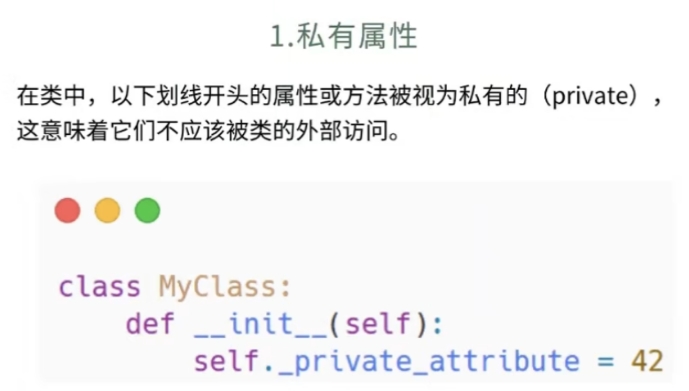 1.私有属性
在类中，以下划线开头的属性或方法被视为私有的（private），
这意味着它们不应该被类的外部访问。
class MyClass:
    def __init__(self):
        self._private_attribute = 42